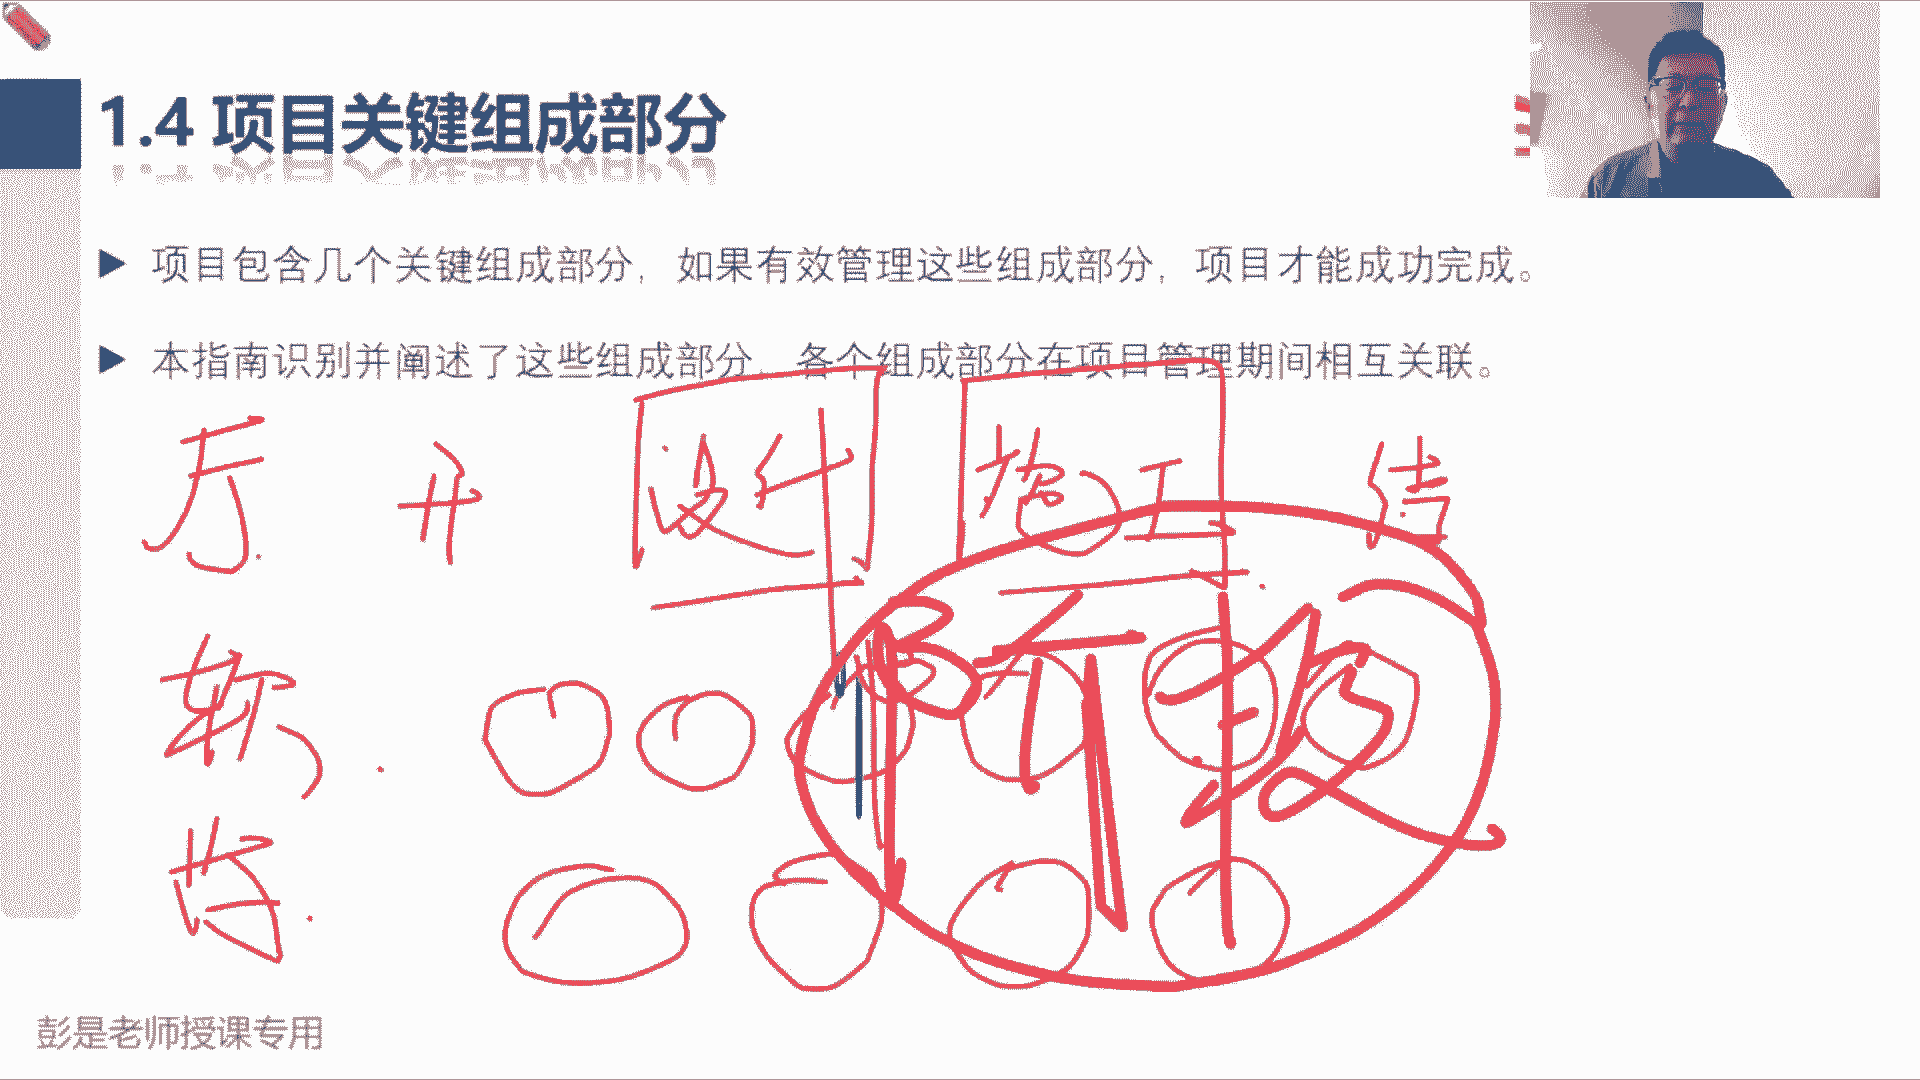 1.4 项目关键组成部分
项目包含几个关键组成部分，如果有效管理这些组成部分，项目才能成功完成。
本指南识别并阐述了这些组成部分，各个组成部分在项目管理期间相互关联。
开 设计 施工 结
软
阶段
彭是老师授课专用